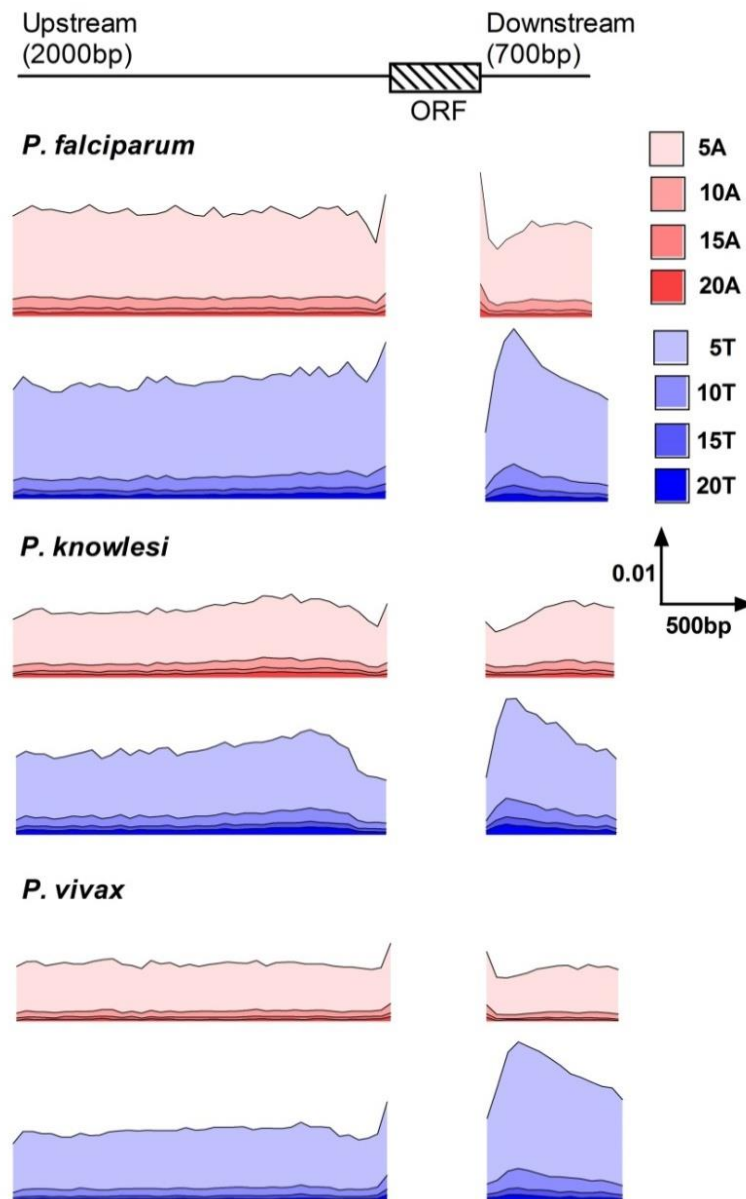 Upstream
(2000bp)
Downstream
(700bp)
ORF
P. falciparum
5A
10A
15A
20A
5T
10T
15T
20T
P. knowlesi
0.01
500bp
P. vivax